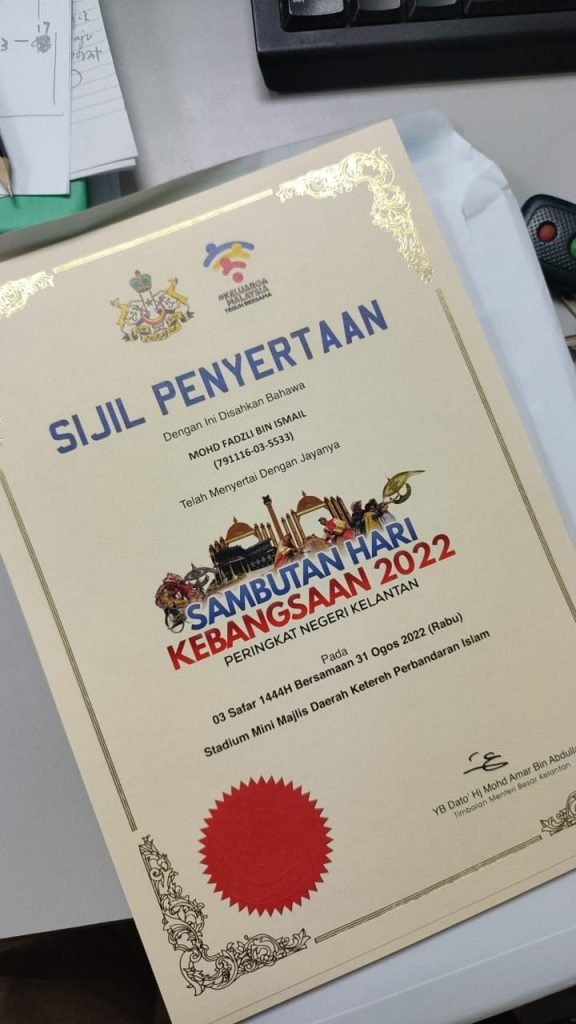 #KELUARGA
MALAYSIA
TEGUH BERSAMA
SIJIL PENYERTAAN
Dengan Ini Disahkan Bahawa
MOHD FADZLI BIN ISMAIL
(791116-03-5533)
Telah Menyertai Dengan Jayanya
SAMBUTAN HARI
KEBANGSAAN 2022
PERINGKAT NEGERI KELANTAN
Pada
03 Safar 1444H Bersamaan 31 Ogos 2022 (Rabu)
Stadium Mini Majlis Daerah Ketereh Perbandaran Islam
YB Dato' Hj Mohd Amar Bin Abdulla
Timbalan Menteri Besar Kelantan